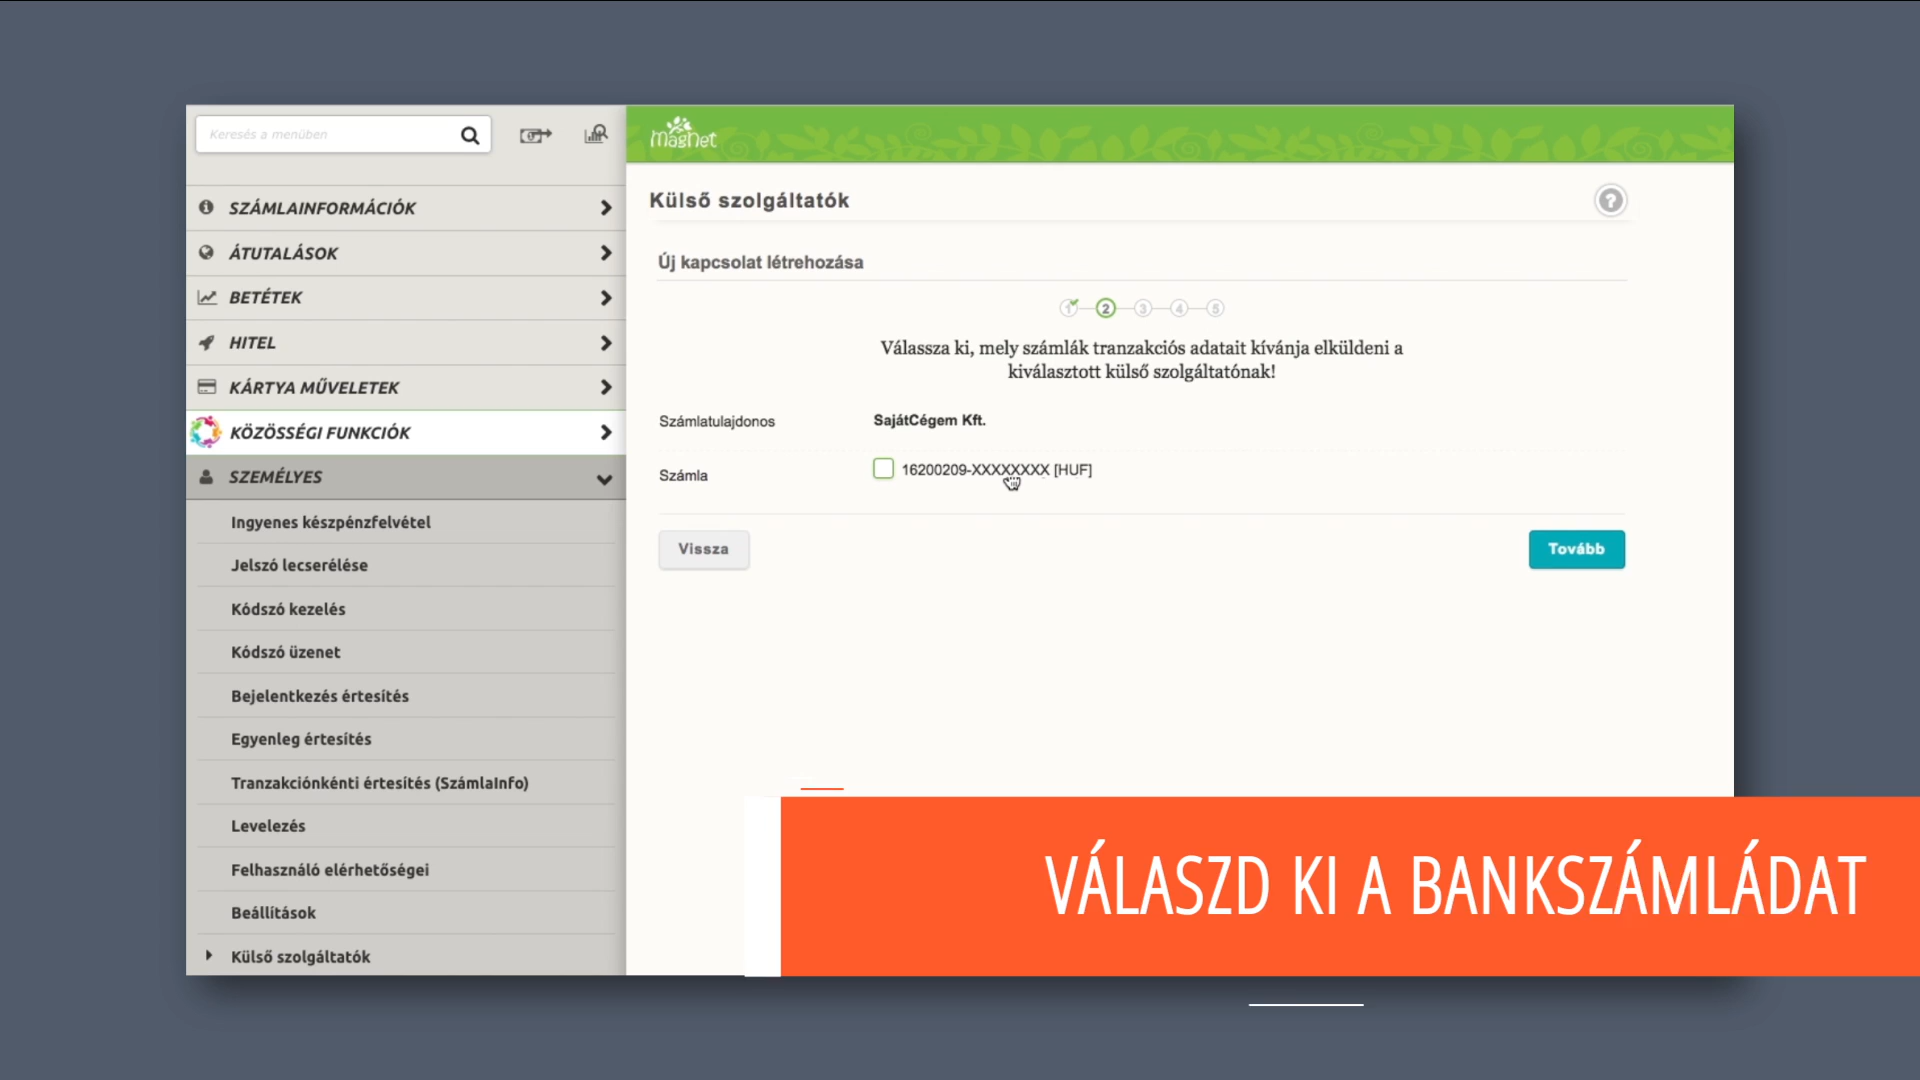 Keresés a menüben
SZÁMLAINFORMÁCIÓK
ÁTUTALÁSOK
BETÉTEK
HITEL
KÁRTYA MŰVELETEK
KÖZÖSSÉGI FUNKCIÓK
SZEMÉLYES
Ingyenes készpénzfelvétel
Jelszó lecserélése
Kódszó kezelés
Kódszó üzenet
Bejelentkezés értesítés
Egyenleg értesítés
Tranzakciónkénti értesítés (SzámlaInfo)
Levelezés
Felhasználó elérhetőségei
Beállítások
Külső szolgáltatók
magnet
Külső szolgáltatók
?
Új kapcsolat létrehozása
1 2 3 4 5
Válassza ki, mely számlák tranzakciós adatait kívánja elküldeni a
kiválasztott külső szolgáltatónak!
Számlatulajdonos SajátCégem Kft.
Számla 16200209-XXXXXXXX [HUF]
Vissza Tovább
VÁLASZD KI A BANKSZÁMLÁDAT